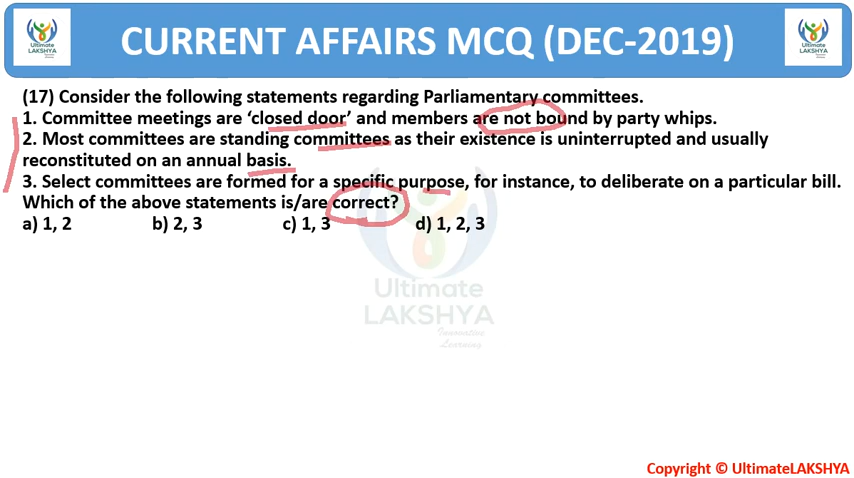 Ultimate
LAKSHYA
CURRENT AFFAIRS MCQ (DEC-2019)
Ultimate
LAKSHYA
(17) Consider the following statements regarding Parliamentary committees.
1. Committee meetings are ‘closed door’ and members are not bound by party whips.
2. Most committees are standing committees as their existence is uninterrupted and usually
reconstituted on an annual basis.
3. Select committees are formed for a specific purpose, for instance, to deliberate on a particular bill.
Which of the above statements is/are correct?
a) 1, 2 b) 2, 3 c) 1, 3 d) 1, 2, 3
Ultimate
LAKSHYA
Innovative
Learning
Copyright © UltimateLAKSHYA